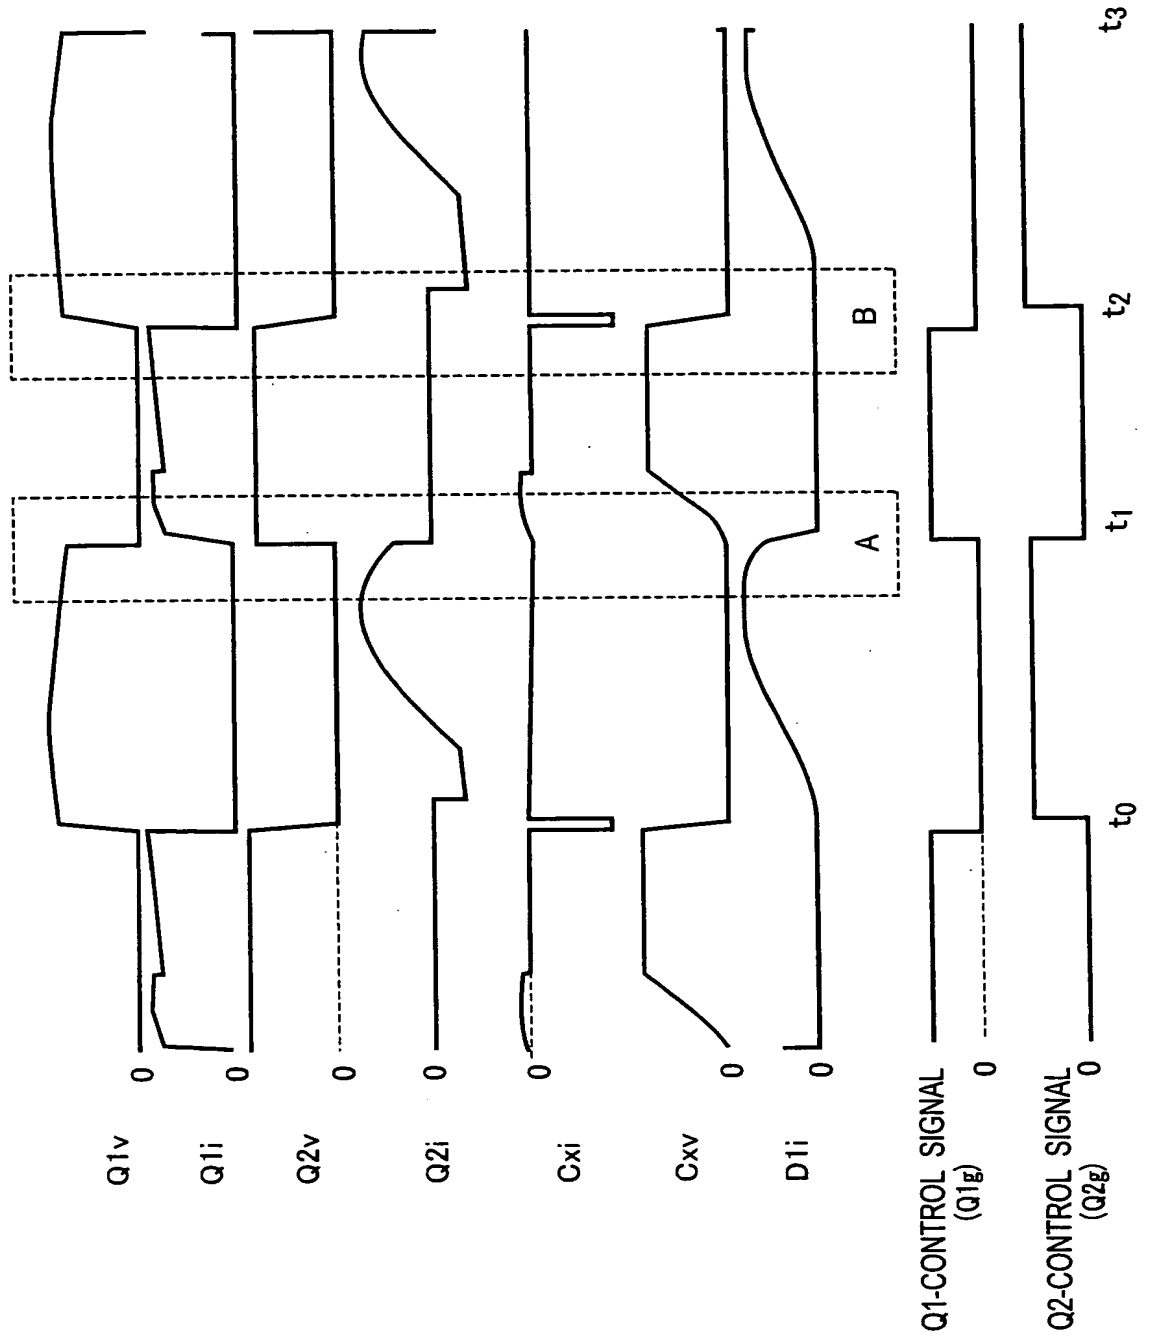 Q1v
0
Q1i
0
Q2v
0
Q2i
0
Cxi
0
Cxv
0
D1i
0
Q1-CONTROL SIGNAL
(Q1g)
0
Q2-CONTROL SIGNAL
(Q2g)
0
A
B
t0
t1
t2
t3